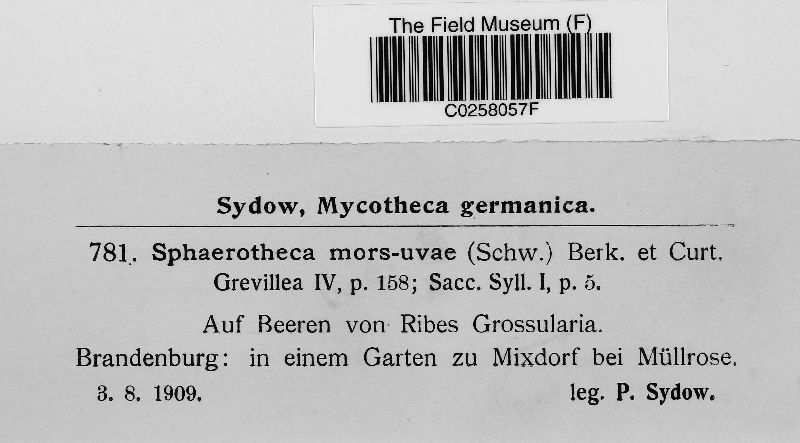 The Field Museum (F)
C0258057F
Sydow, Mycotheca germanica.
781. Sphaerotheca mors-uvae (Schw.) Berk. et Curt.
Grevillea IV, p. 158; Sacc. Syll. I, p. 5.
Auf Beeren von Ribes Grossularia.
Brandenburg: in einem Garten zu Mixdorf bei Müllrose.
3. 8. 1909. leg. P. Sydow.